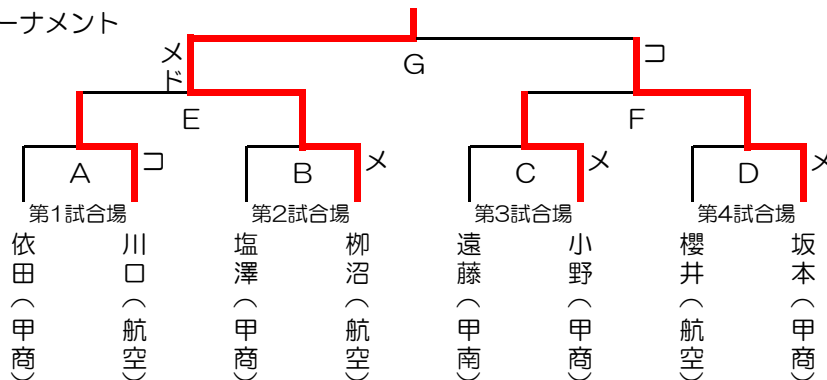 ーナメント
メド
G
コ
E
F
A
コ
B
メ
C
メ
D
メ
第1試合場
第2試合場
第3試合場
第4試合場
依田(甲商)
川口(航空)
塩澤(甲商)
栁沼(航空)
遠藤(甲南)
小野(甲商)
櫻井(航空)
坂本(甲商)